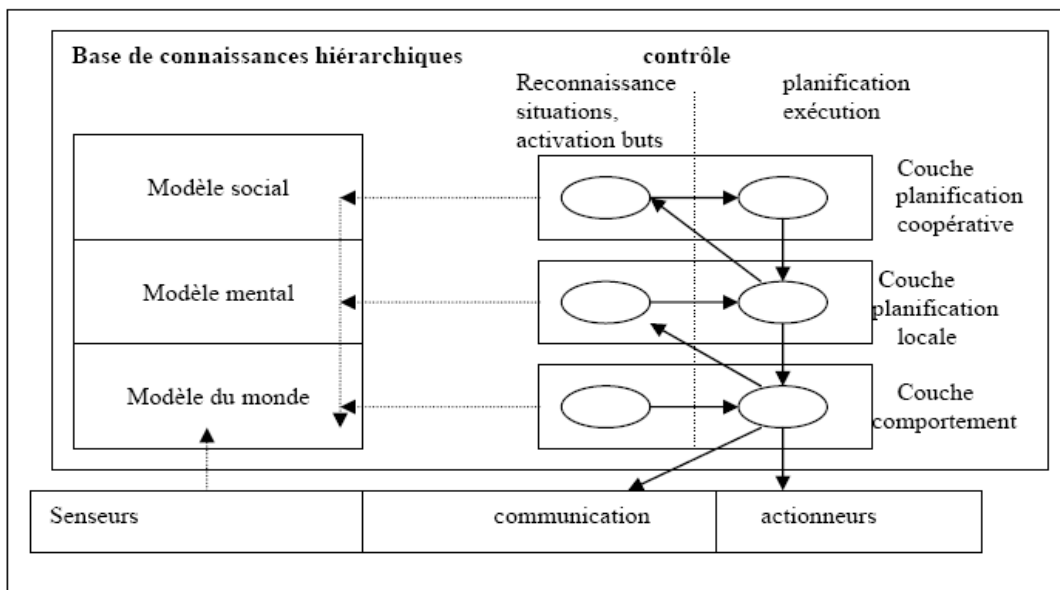 Base de connaissances hiérarchiques
contrôle
Reconnaissance
situations,
activation buts
planification
exécution
Modèle social
Couche
planification
coopérative
Modèle mental
Couche
planification
locale
Modèle du monde
Couche
comportement
Senseurs
communication
actionneurs